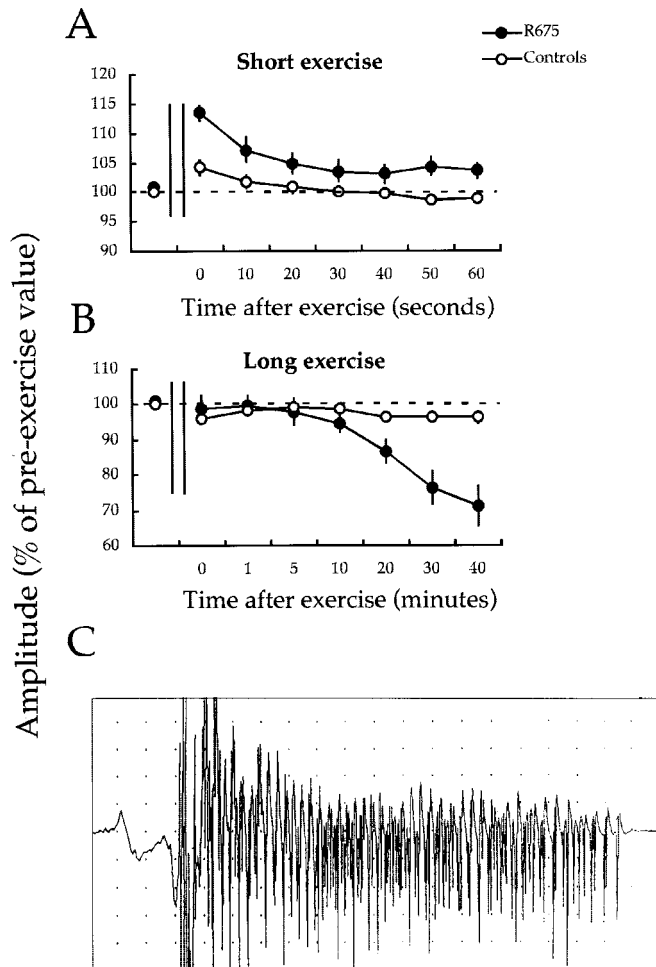 A
R675
Controls
Short exercise
120
115
110
105
100
95
90
0 10 20 30 40 50 60
Time after exercise (seconds)
B
Long exercise
100
90
80
70
60
0 1 5 10 20 30 40
Time after exercise (minutes)
Amplitude (% of pre-exercise value)
C